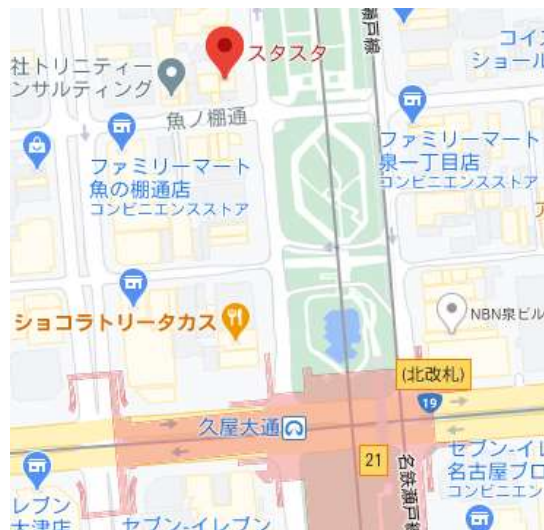 瀬戸線
コイズ
ショール
スタスタ
社トリニティー
ンサルティング
魚ノ棚通
ファミリーマート
魚の棚通店
コンビニエンスストア
ファミリーマート
泉一丁目店
コンビニエンスストア
ショコラトリータカス
NBN泉ビル
(北改札)
19
久屋大通
21
名鉄瀬戸線
セブン-イレ
名古屋ブロ
コンビニエン
レブン
大津店
セブン-イレブン